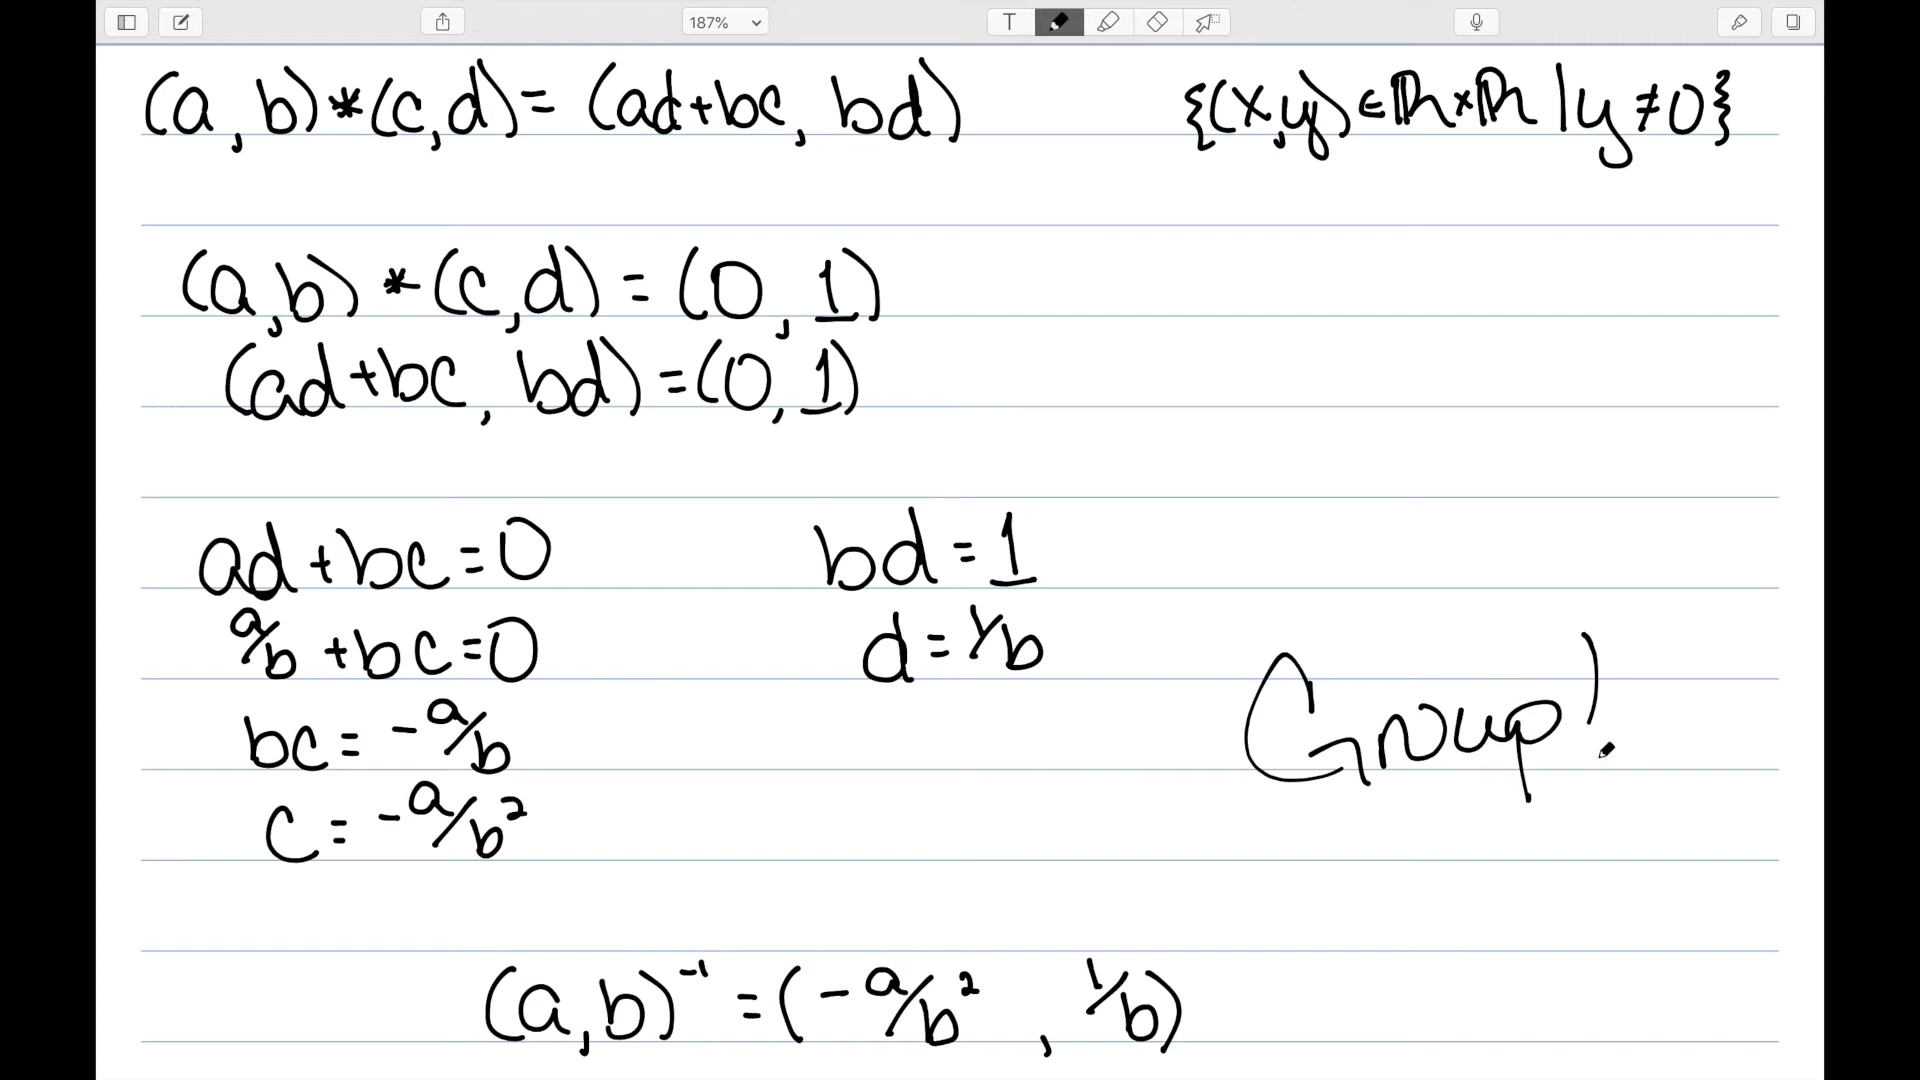 187%
T
(a, b)*(c,d)= (ad+bc, bd) {(x,y)∈ℝ×ℝ|y≠0}
(a,b) * (c,d) = (0, 1)
(ad+bc, bd) = (0, 1)
ad+bc=0 bd=1
a/b +bc=0 d=1/b
bc = -a/b
Group!
c = -a/b²
(a,b)⁻¹ = (-a/b², 1/b)